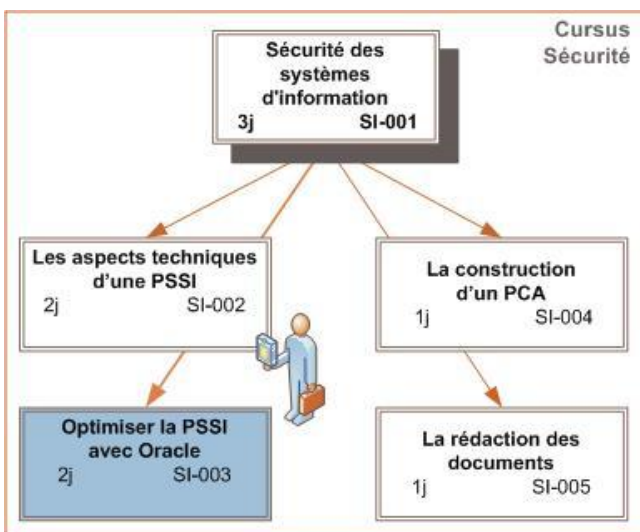 Cursus
Sécurité
Sécurité des
systèmes
d'information
3j SI-001
Les aspects techniques
d'une PSSI
2j SI-002
La construction
d'un PCA
1j SI-004
Optimiser la PSSI
avec Oracle
2j SI-003
La rédaction des
documents
1j SI-005